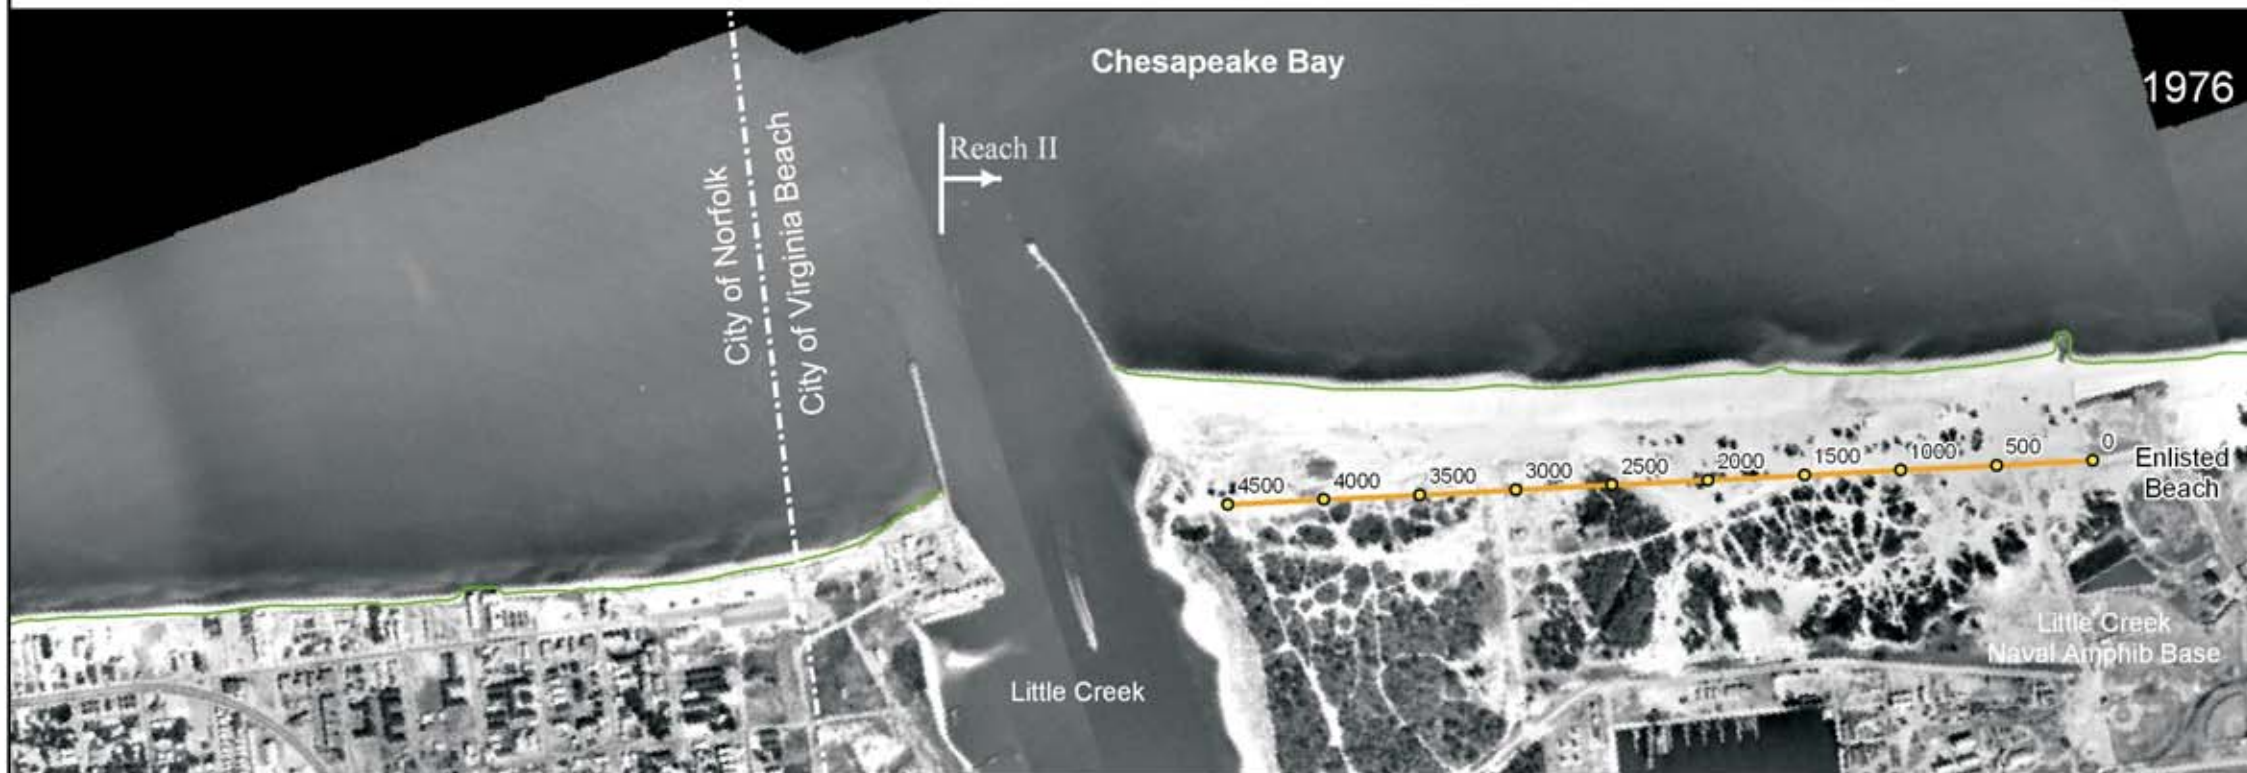 Chesapeake Bay
1976
Reach II
City of Norfolk
City of Virginia Beach
4500
4000
3500
3000
2500
2000
1500
1000
500
0
Enlisted
Beach
Little Creek
Naval Amphib Base
Little Creek